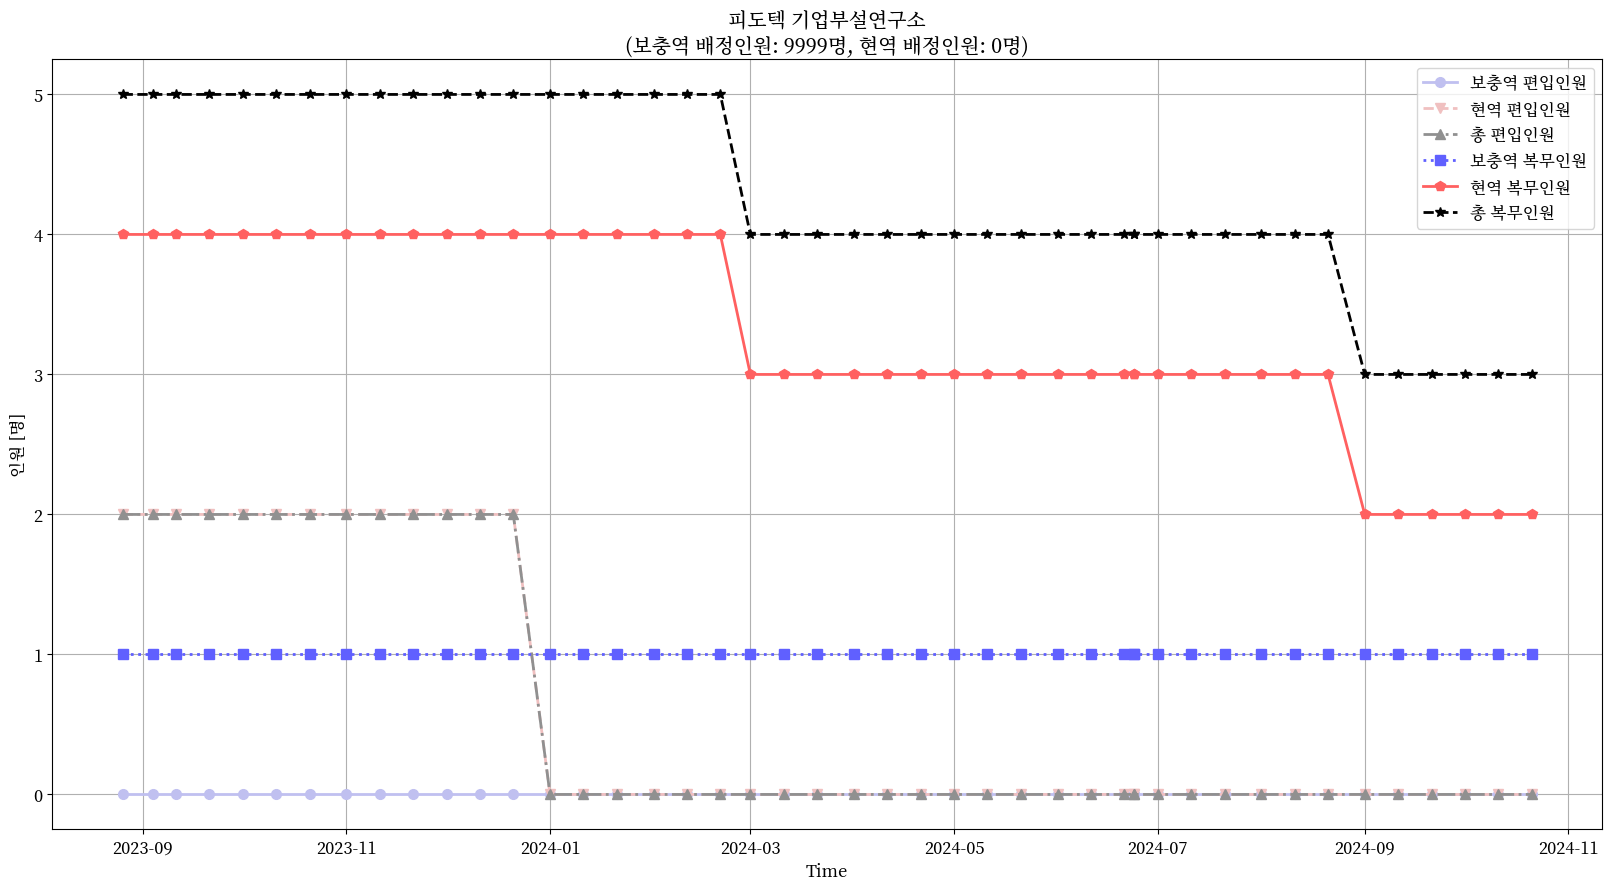 피도텍 기업부설연구소
(보충역 배정인원: 9999명, 현역 배정인원: 0명)
보충역 편입인원
현역 편입인원
총 편입인원
보충역 복무인원
현역 복무인원
총 복무인원
인원 [명]
5
4
3
2
1
0
2023-09 2023-11 2024-01 2024-03 2024-05 2024-07 2024-09 2024-11
Time